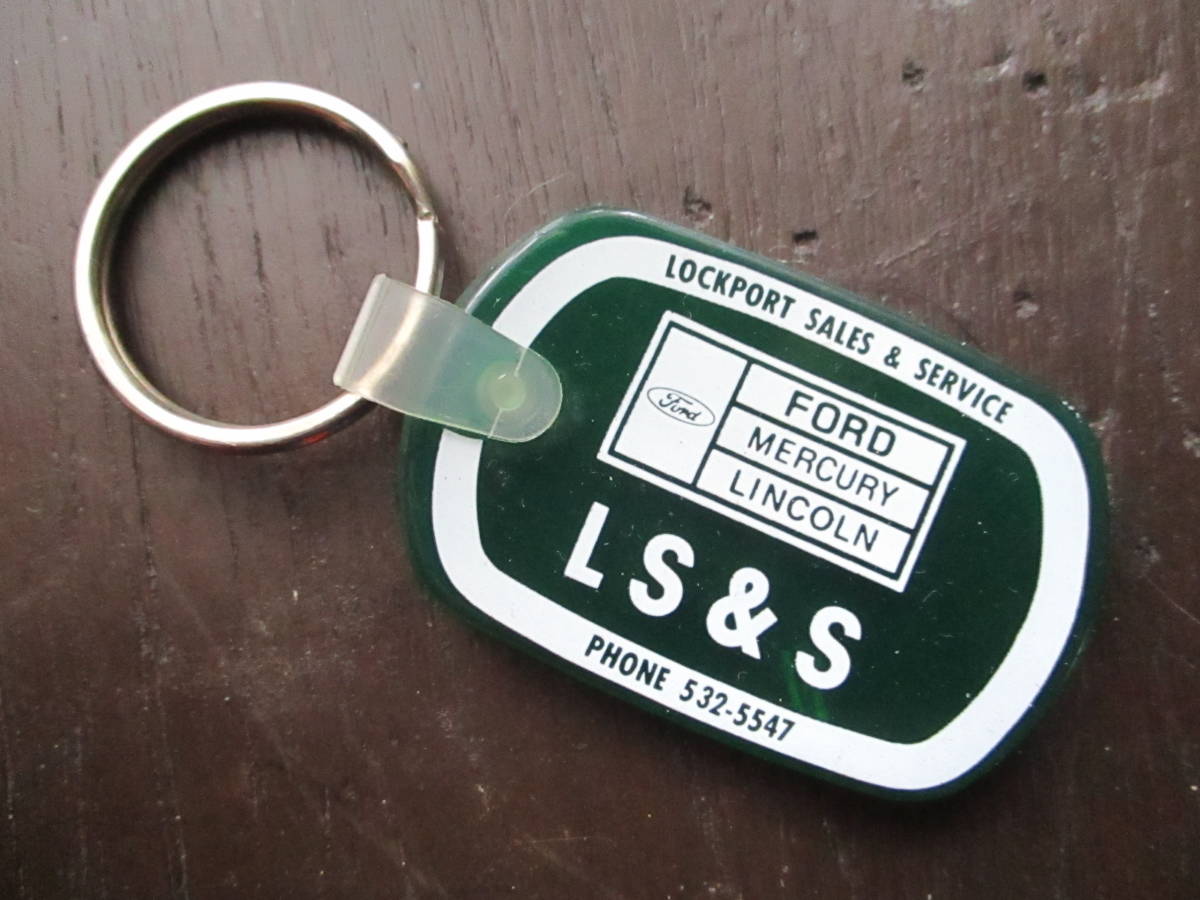 LOCKPORT SALES & SERVICE
Ford
FORD
MERCURY
LINCOLN
LS&S
PHONE 532-5547